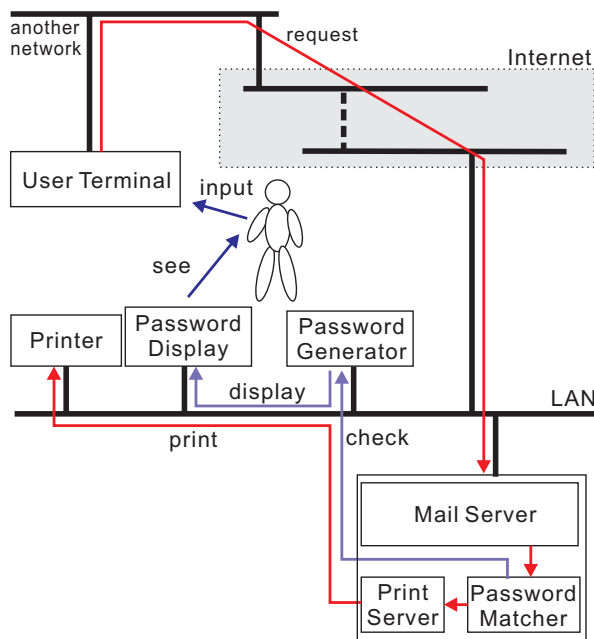 another
network
request
Internet
User Terminal
input
see
Printer
Password
Display
Password
Generator
display
LAN
print
check
Mail Server
Print
Server
Password
Matcher